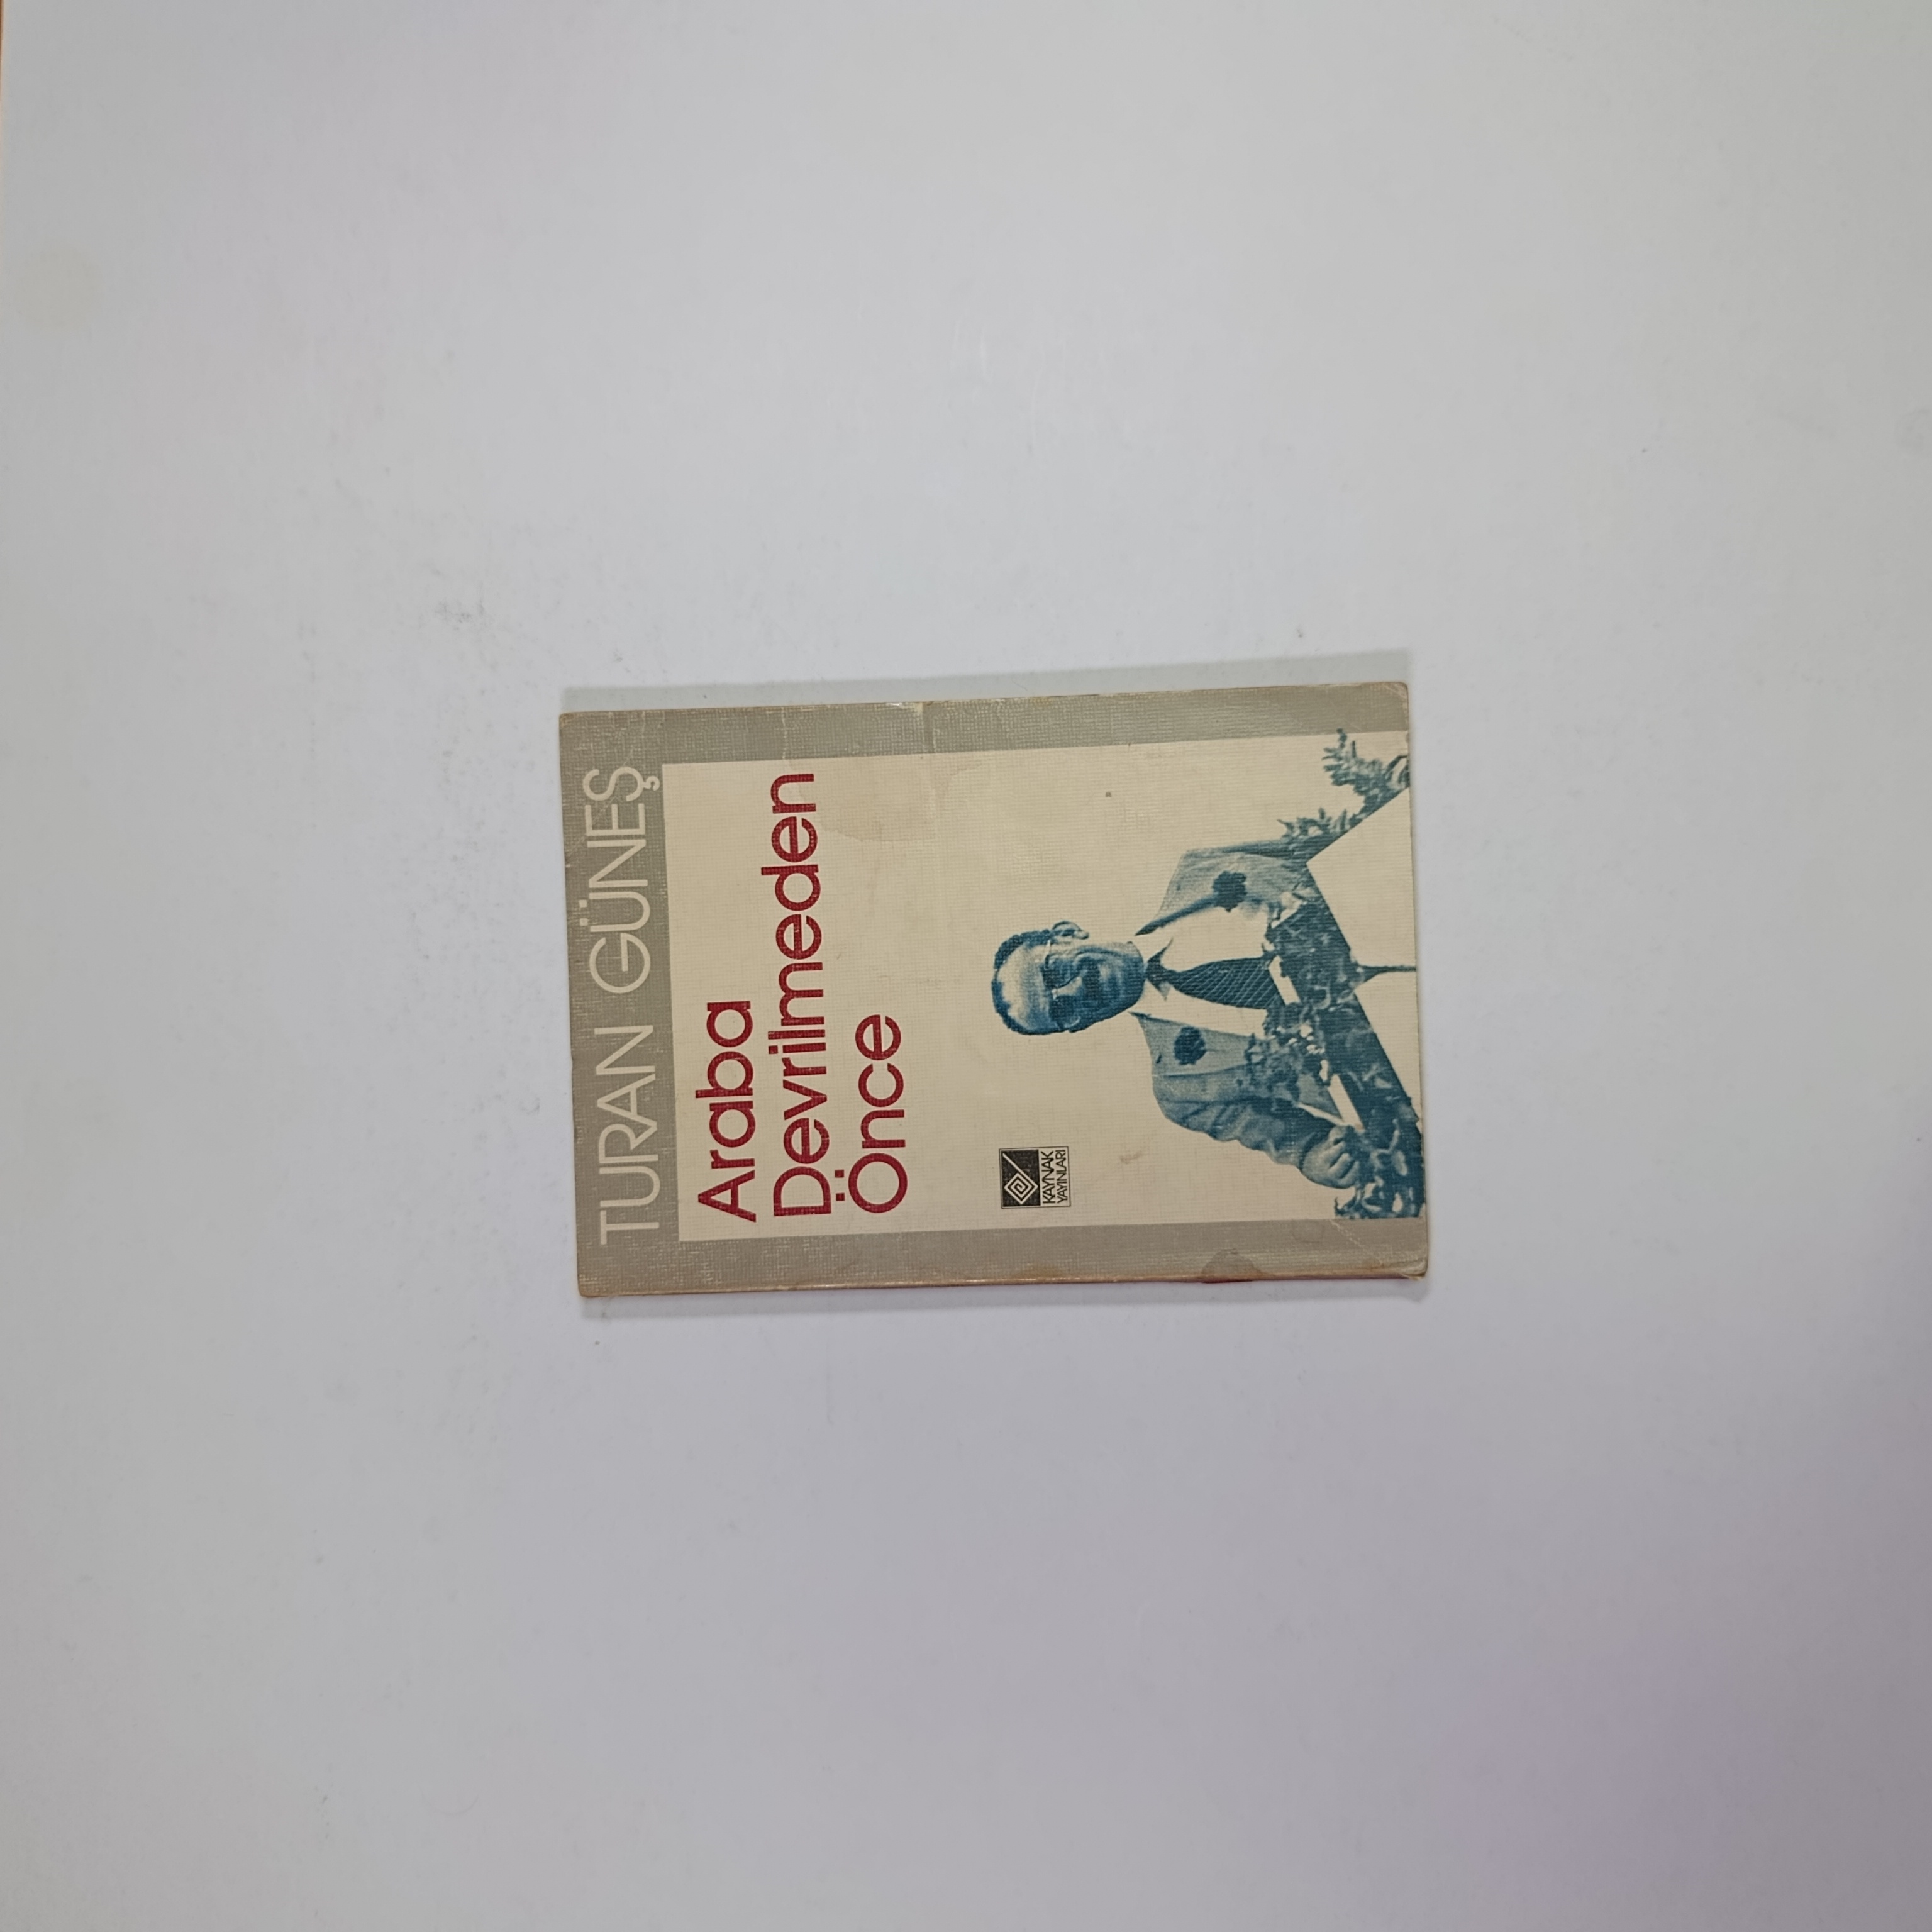 TURAN GÜNEŞ
Araba
Devrilmeden
Önce
KAYNAK
YAYINLARI